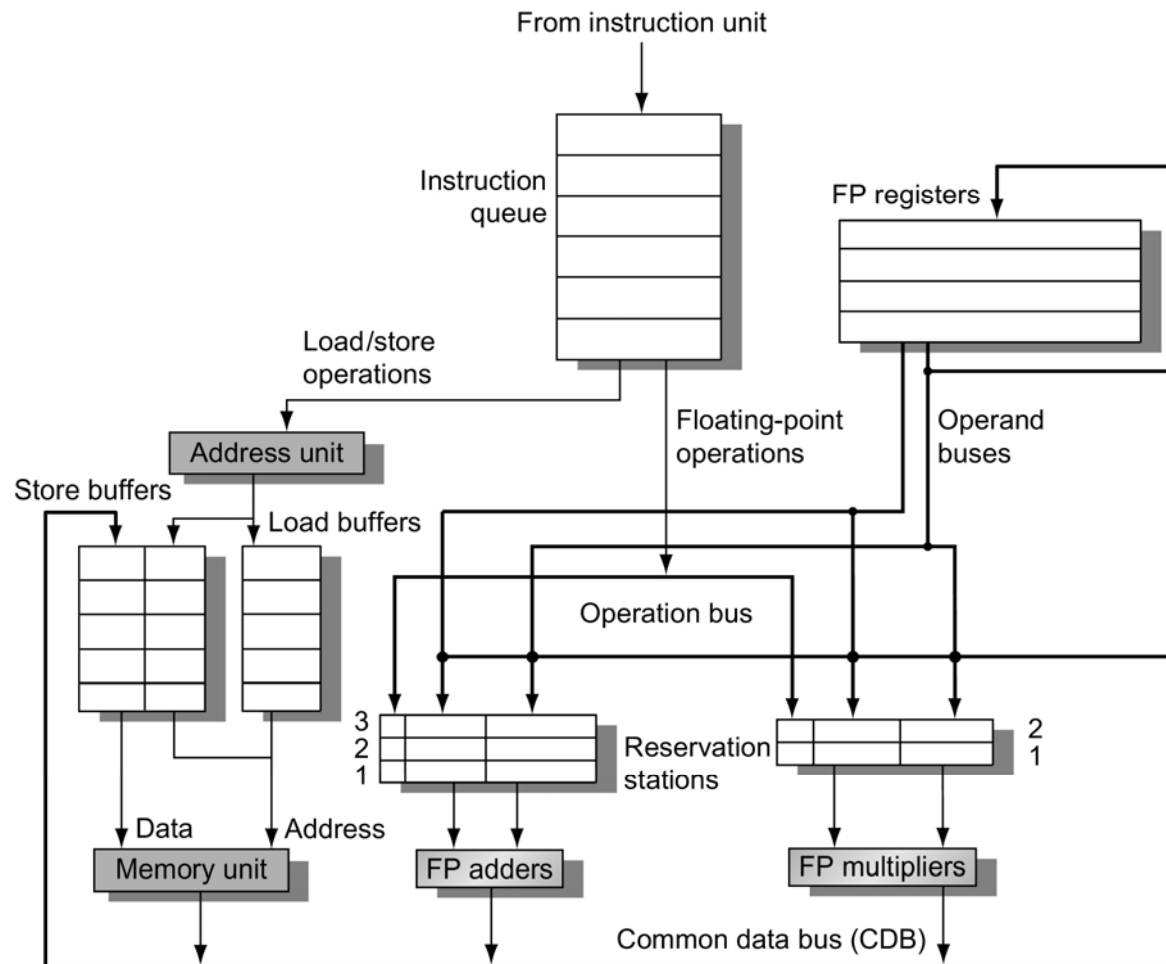 From instruction unit
Instruction
queue
FP registers
Load/store
operations
Floating-point
operations
Operand
buses
Address unit
Store buffers
Load buffers
Operation bus
3
2
1
Reservation
stations
2
1
Data
Address
Memory unit
FP adders
FP multipliers
Common data bus (CDB)